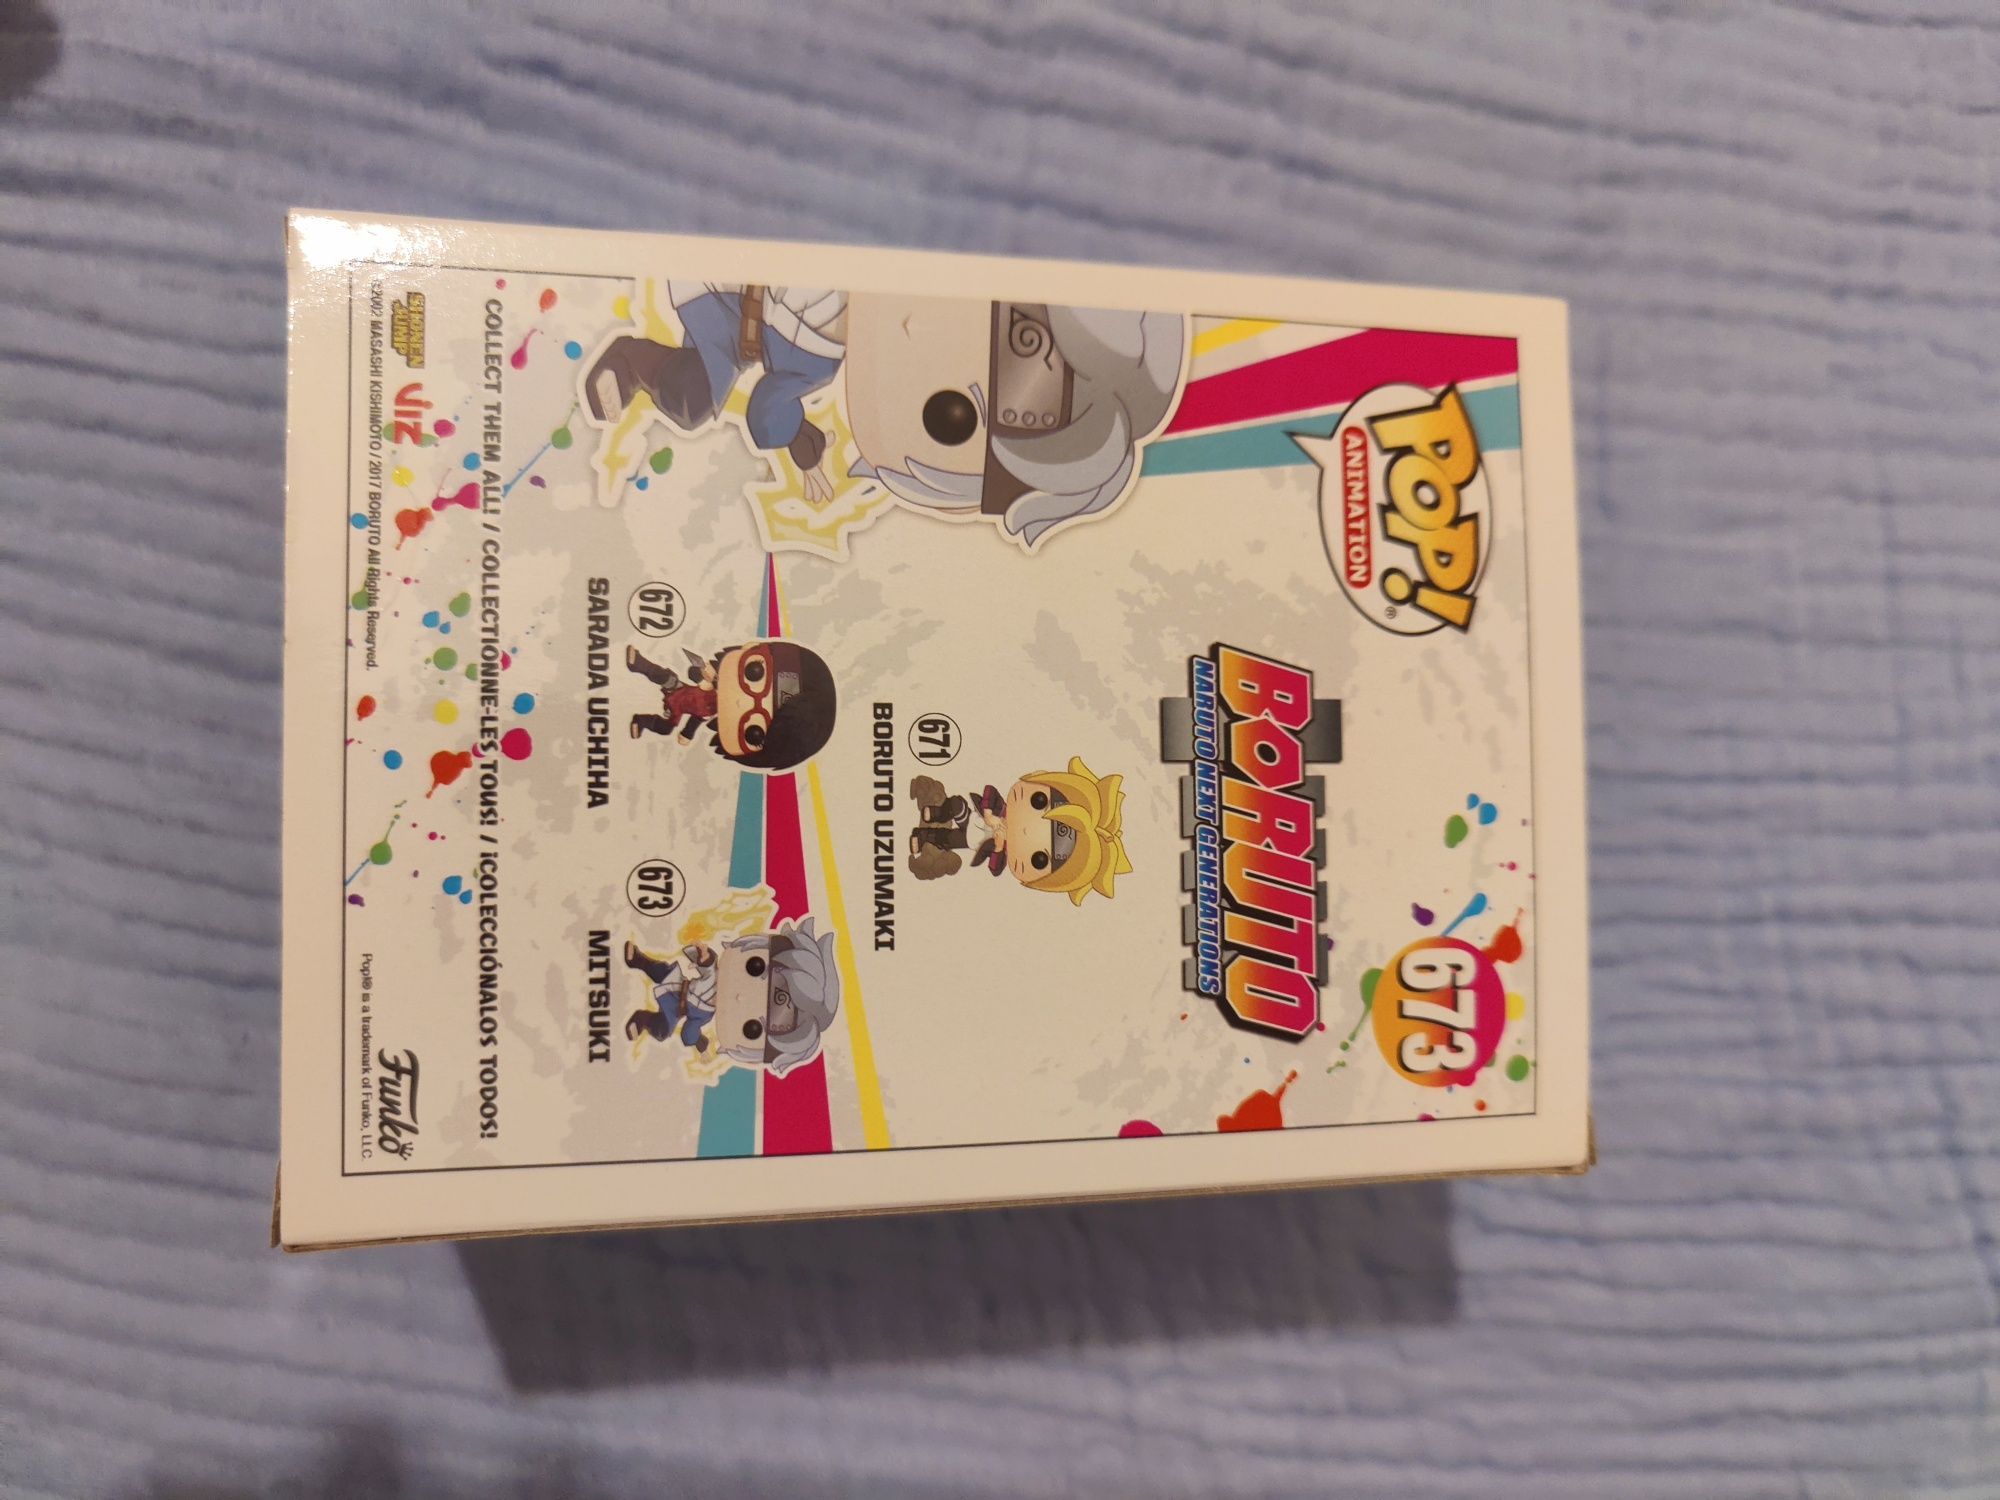 POP!®
ANIMATION
673
BORUTO
NARUTO NEXT GENERATIONS
671
BORUTO UZUMAKI
672
SARADA UCHIHA
673
MITSUKI
COLLECT THEM ALL! / COLLECTIONNE-LES TOUS! / ¡COLECCIÓNALOS TODOS!
SHONEN
JUMP
VIZ
Funko
©2002 MASASHI KISHIMOTO / 2017 BORUTO All Rights Reserved.
Pop!® is a trademark of Funko, LLC.